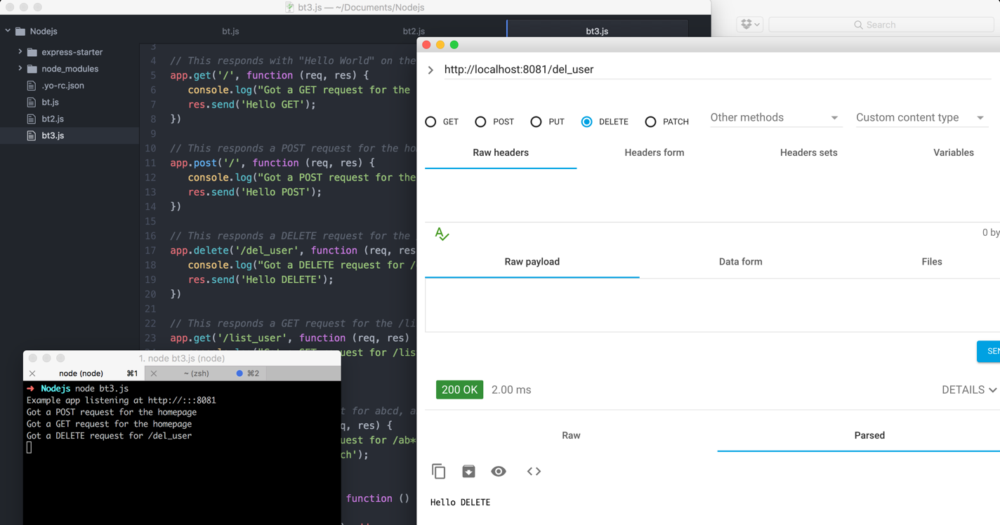 bt3.js — ~/Documents/Nodejs
Nodejs
bt.js
bt2.js
bt3.js
express-starter
node_modules
.yo-rc.json
bt.js
bt2.js
bt3.js
3
4 // This responds with "Hello World" on the
5 app.get('/', function (req, res) {
6 console.log("Got a GET request for the
7 res.send('Hello GET');
8 })
9
10 // This responds a POST request for the
11 app.post('/', function (req, res) {
12 console.log("Got a POST request for the
13 res.send('Hello POST');
14 })
15
16 // This responds a DELETE request for the
17 app.delete('/del_user', function (req, res
18 console.log("Got a DELETE request for /
19 res.send('Hello DELETE');
20 })
21
22 // This responds a GET request for the /li
23 app.get('/list_user', function (req, res)
uest for /lis
t for abcd, a
q, res) {
uest for /ab*
ch');
function ()
1. node bt3.js (node)
node (node) ⌘1
~ (zsh) ⌘2
➜ Nodejs node bt3.js
Example app listening at http://:::8081
Got a POST request for the homepage
Got a GET request for the homepage
Got a DELETE request for /del_user
Search
http://localhost:8081/del_user
GET POST PUT DELETE PATCH Other methods Custom content type
Raw headers Headers form Headers sets Variables
0 by
Raw payload Data form Files
SEN
200 OK 2.00 ms DETAILS
Raw Parsed
Hello DELETE